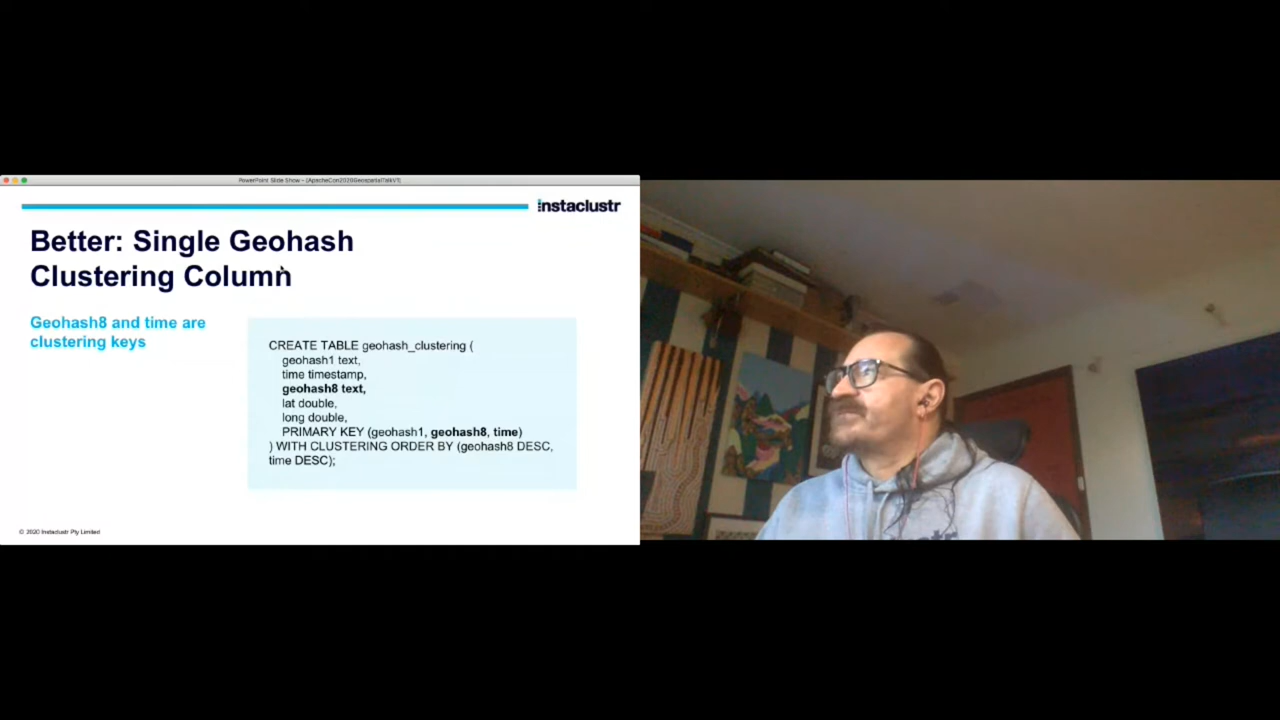 PowerPoint Slide Show - [ApacheCon2020GeospatialTalkV7]
instaclustr
Better: Single Geohash
Clustering Column
Geohash8 and time are
clustering keys
CREATE TABLE geohash_clustering (
geohash1 text,
time timestamp,
geohash8 text,
lat double,
long double,
PRIMARY KEY (geohash1, geohash8, time)
) WITH CLUSTERING ORDER BY (geohash8 DESC,
time DESC);
© 2020 Instaclustr Pty Limited